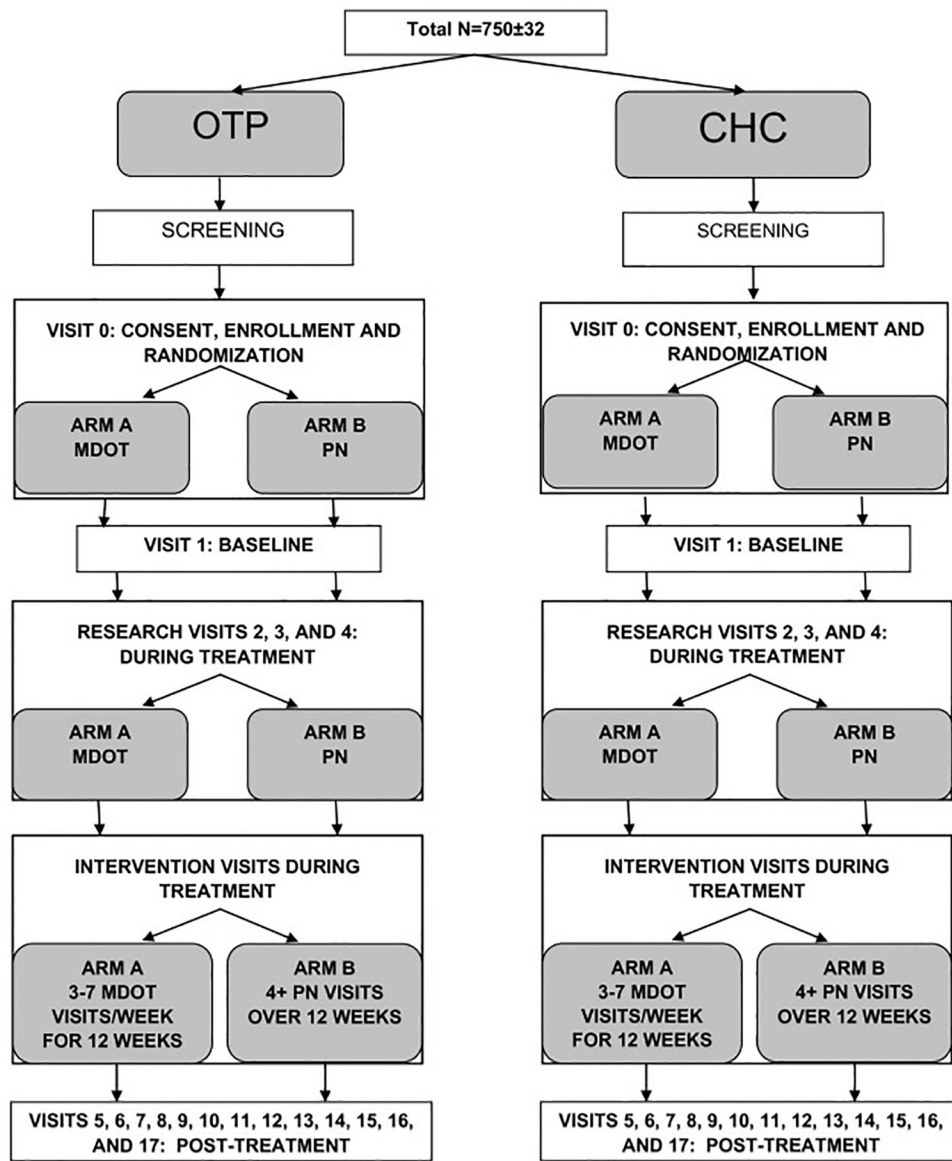 Total N=750±32
OTP
CHC
SCREENING
SCREENING
VISIT 0: CONSENT, ENROLLMENT AND
RANDOMIZATION
ARM A
MDOT
ARM B
PN
VISIT 0: CONSENT, ENROLLMENT AND
RANDOMIZATION
ARM A
MDOT
ARM B
PN
VISIT 1: BASELINE
VISIT 1: BASELINE
RESEARCH VISITS 2, 3, AND 4:
DURING TREATMENT
ARM A
MDOT
ARM B
PN
RESEARCH VISITS 2, 3, AND 4:
DURING TREATMENT
ARM A
MDOT
ARM B
PN
INTERVENTION VISITS DURING
TREATMENT
ARM A
3-7 MDOT
VISITS/WEEK
FOR 12 WEEKS
ARM B
4+ PN VISITS
OVER 12 WEEKS
INTERVENTION VISITS DURING
TREATMENT
ARM A
3-7 MDOT
VISITS/WEEK
FOR 12 WEEKS
ARM B
4+ PN VISITS
OVER 12 WEEKS
VISITS 5, 6, 7, 8, 9, 10, 11, 12, 13, 14, 15, 16,
AND 17: POST-TREATMENT
VISITS 5, 6, 7, 8, 9, 10, 11, 12, 13, 14, 15, 16,
AND 17: POST-TREATMENT